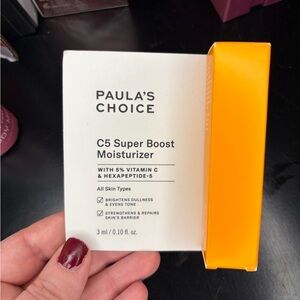 PAULA'S
CHOICE
C5 Super Boost
Moisturizer
WITH 5% VITAMIN C
& HEXAPEPTIDE-5
All Skin Types
BRIGHTENS DULLNESS
& EVENS TONE
STRENGTHENS & REPAIRS
SKIN'S BARRIER
3 ml / 0.10 fl. oz.